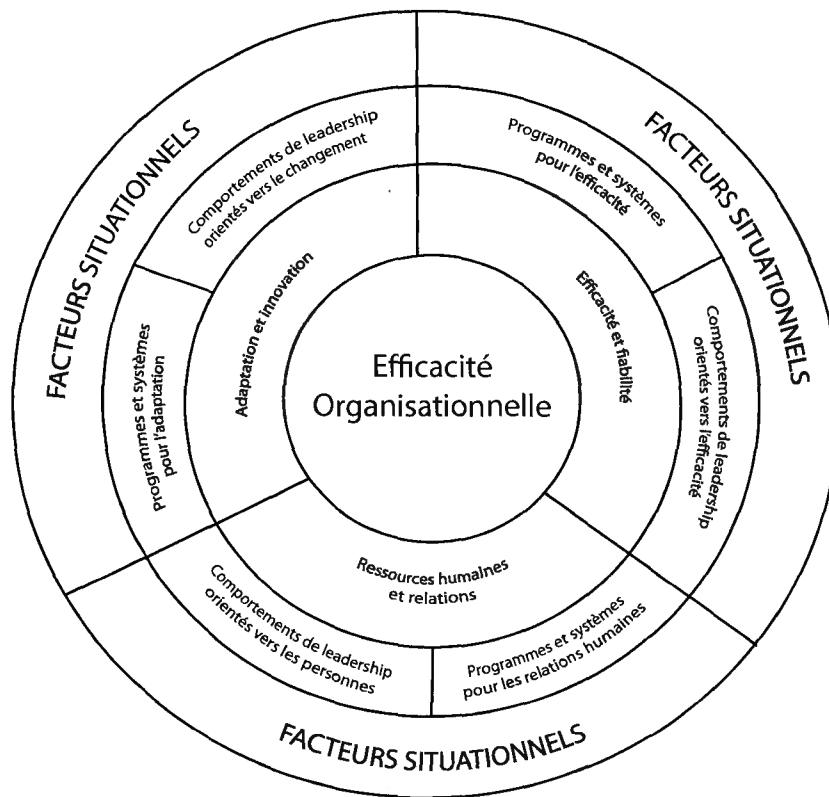 FACTEURS SITUATIONNELS
FACTEURS SITUATIONNELS
Comportements de leadership
orientés vers le changement
Programmes et systèmes
pour l'efficacité
Adaptation et innovation
Efficacité et fiabilité
Programmes et systèmes
pour l'adaptation
Comportements de leadership
orientés vers l'efficacité
Efficacité
Organisationnelle
Ressources humaines
et relations
Comportements de leadership
orientés vers les personnes
Programmes et systèmes
pour les relations humaines
FACTEURS SITUATIONNELS